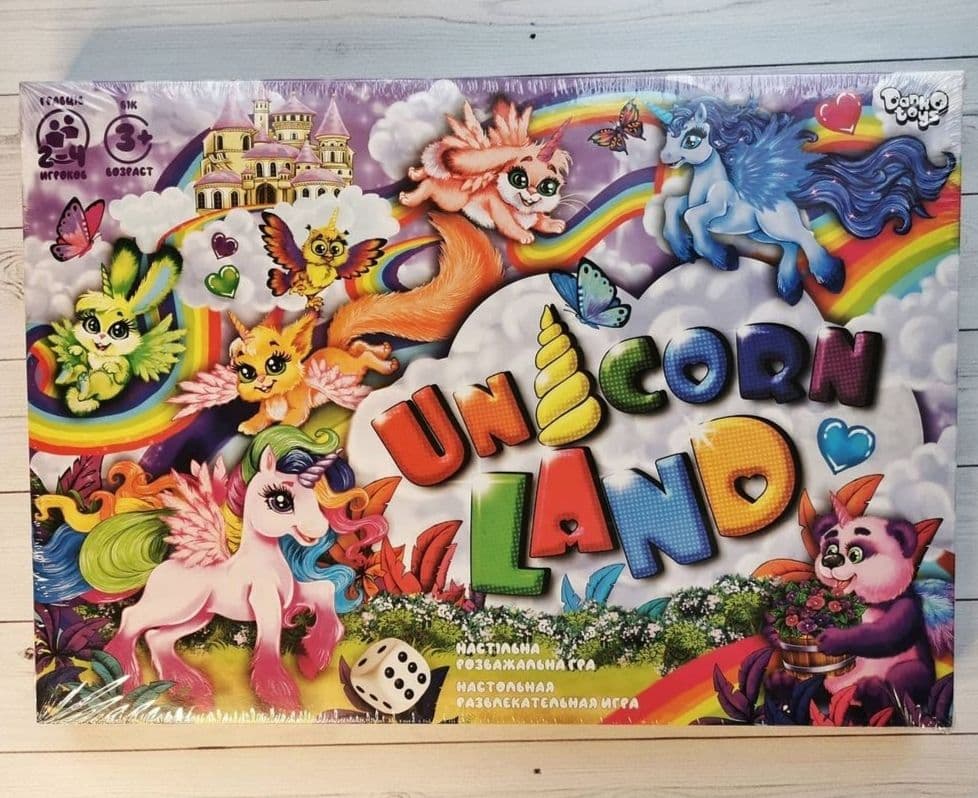 ГРАВЦІВ
2-4
ИГРОКОВ
ВІК
3+
ВОЗРАСТ
Danko
toys
UNICORN
LAND
НАСТІЛЬНА
РОЗВАЖАЛЬНА ГРА
НАСТОЛЬНАЯ
РАЗВЛЕКАТЕЛЬНАЯ ИГРА